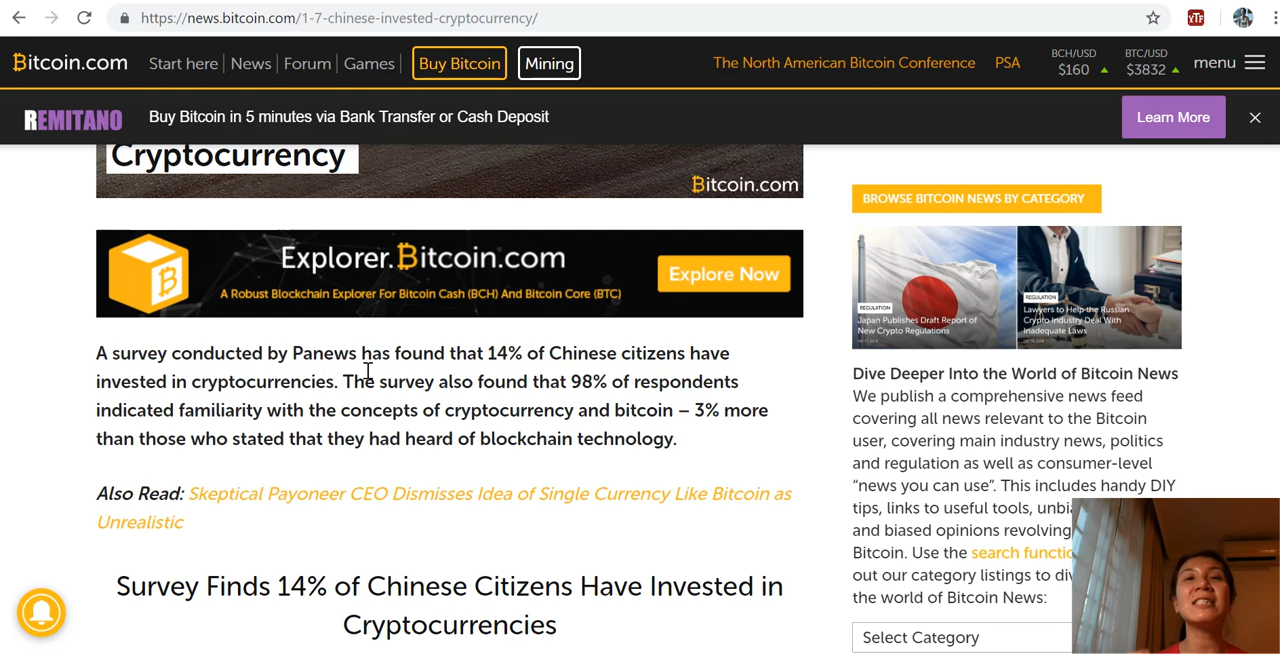 https://news.bitcoin.com/1-7-chinese-invested-cryptocurrency/
YTF
Bitcoin.com
Start here | News | Forum | Games |
Buy Bitcoin
Mining
The North American Bitcoin Conference
PSA
BCH/USD
$160
BTC/USD
$3832
menu
REMITANO
Buy Bitcoin in 5 minutes via Bank Transfer or Cash Deposit
Learn More
Cryptocurrency
Bitcoin.com
Explorer.Bitcoin.com
A Robust Blockchain Explorer For Bitcoin Cash (BCH) And Bitcoin Core (BTC)
Explore Now
A survey conducted by Panews has found that 14% of Chinese citizens have
invested in cryptocurrencies. The survey also found that 98% of respondents
indicated familiarity with the concepts of cryptocurrency and bitcoin – 3% more
than those who stated that they had heard of blockchain technology.
Also Read: Skeptical Payoneer CEO Dismisses Idea of Single Currency Like Bitcoin as
Unrealistic
Survey Finds 14% of Chinese Citizens Have Invested in
Cryptocurrencies
BROWSE BITCOIN NEWS BY CATEGORY
REGULATION
Japan Publishes Draft Report of
New Crypto Regulations
REGULATION
Lawyers to Help the Russian
Crypto Industry Deal With
Inadequate Laws
Dive Deeper Into the World of Bitcoin News
We publish a comprehensive news feed
covering all news relevant to the Bitcoin
user, covering main industry news, politics
and regulation as well as consumer-level
“news you can use”. This includes handy DIY
tips, links to useful tools, unbi
and biased opinions revolving
Bitcoin. Use the search functio
out our category listings to di
the world of Bitcoin News:
Select Category